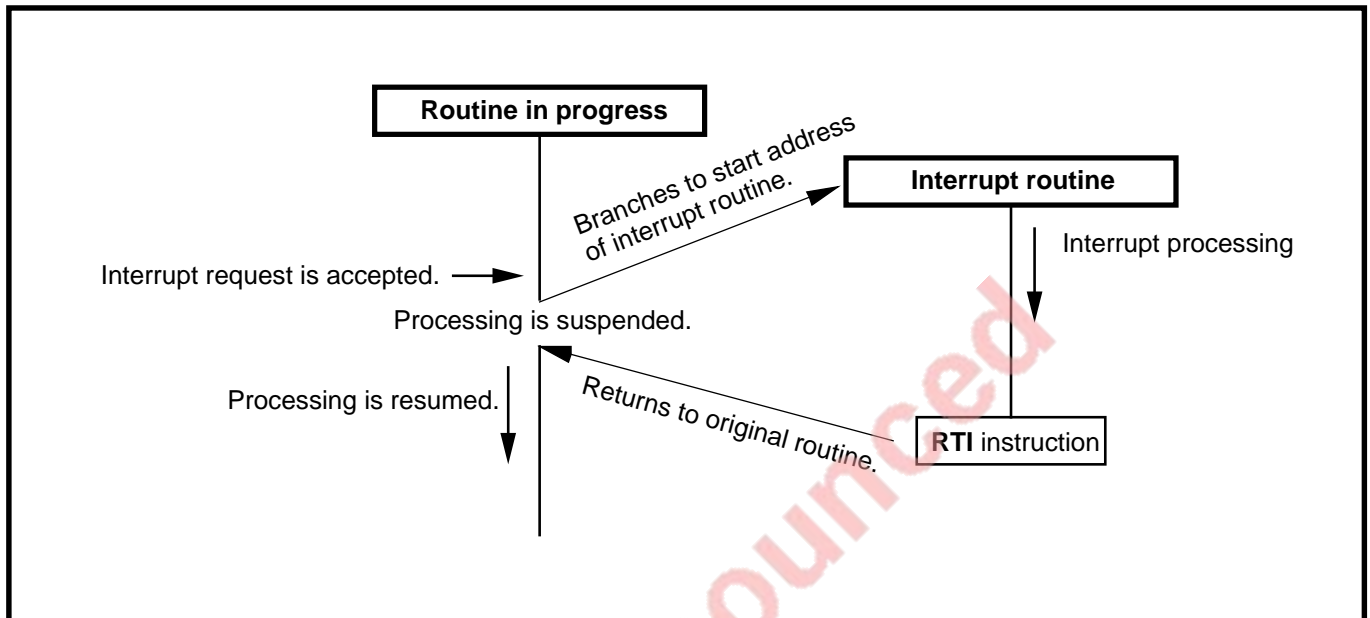 Routine in progress
Branches to start address
of interrupt routine.
Interrupt routine
Interrupt processing
Interrupt request is accepted.
Processing is suspended.
Processing is resumed.
Returns to original routine.
RTI instruction
ounced